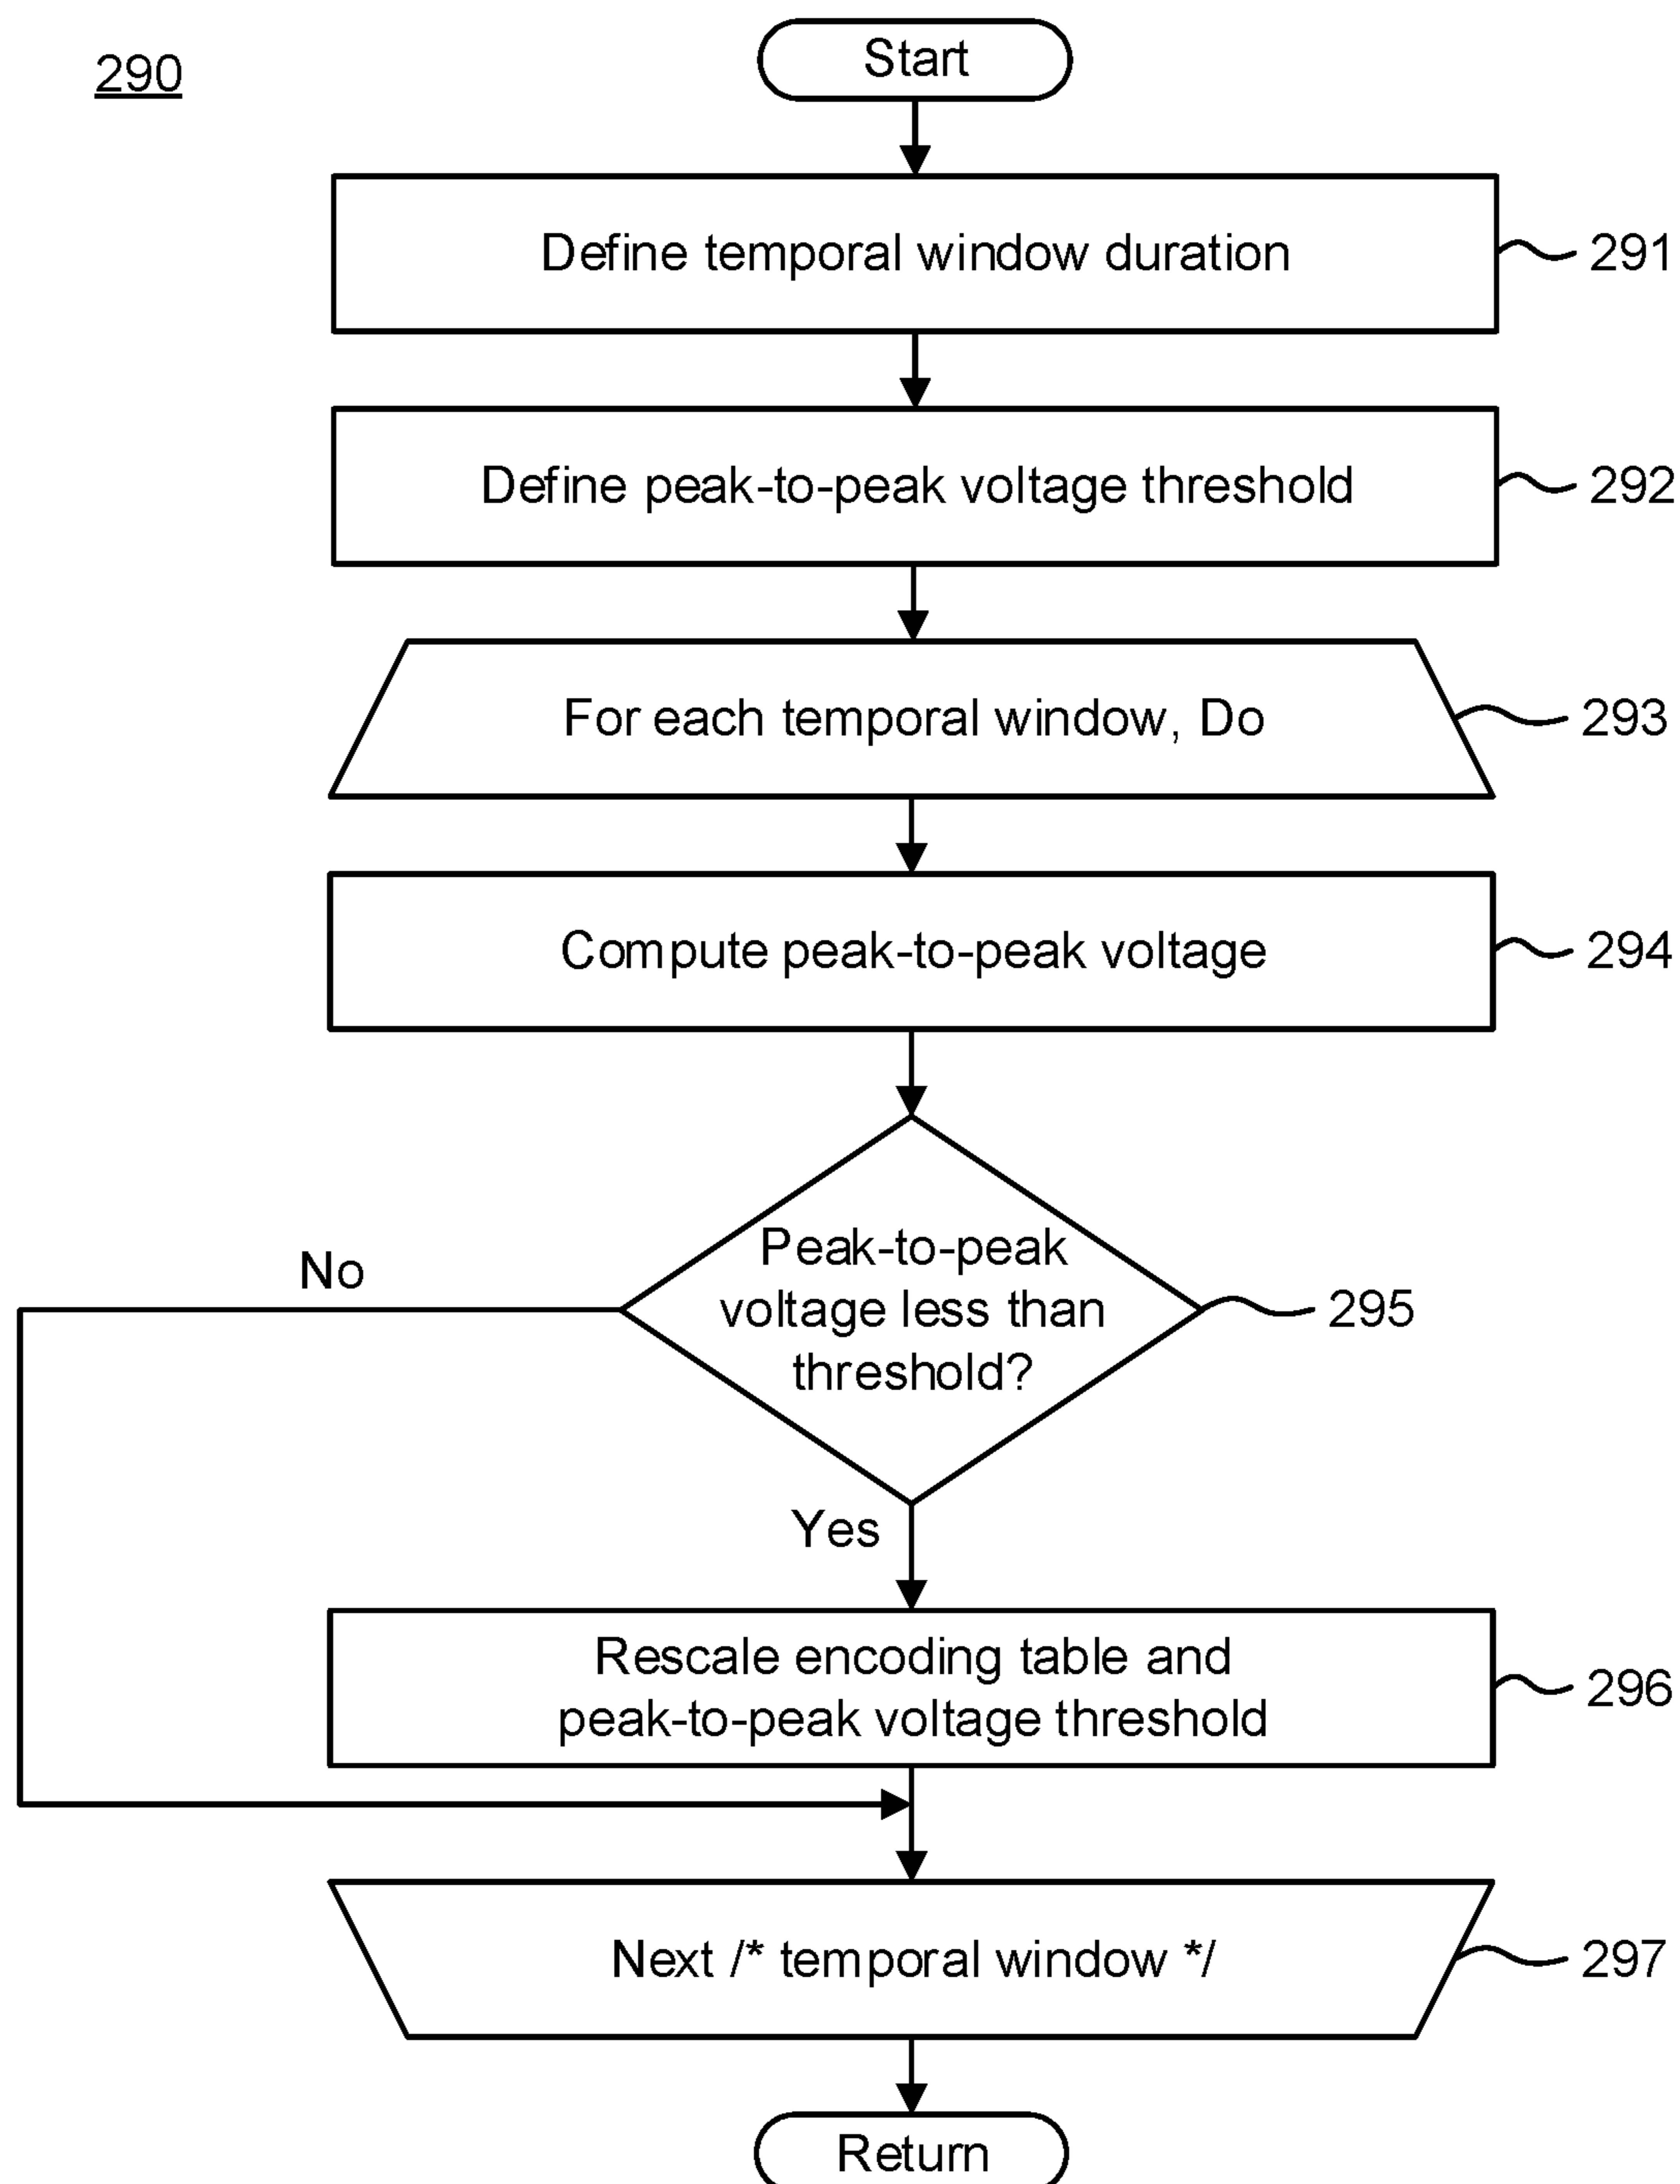 290
Start
Define temporal window duration
291
Define peak-to-peak voltage threshold
292
For each temporal window, Do
293
Compute peak-to-peak voltage
294
Peak-to-peak
voltage less than
threshold?
295
No
Yes
Rescale encoding table and
peak-to-peak voltage threshold
296
Next /* temporal window */
297
Return